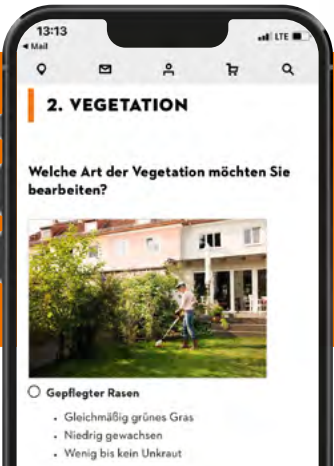 13:13
◀ Mail
LTE
2. VEGETATION
Welche Art der Vegetation möchten Sie
bearbeiten?
Gepflegter Rasen
• Gleichmäßig grünes Gras
• Niedrig gewachsen
• Wenig bis kein Unkraut